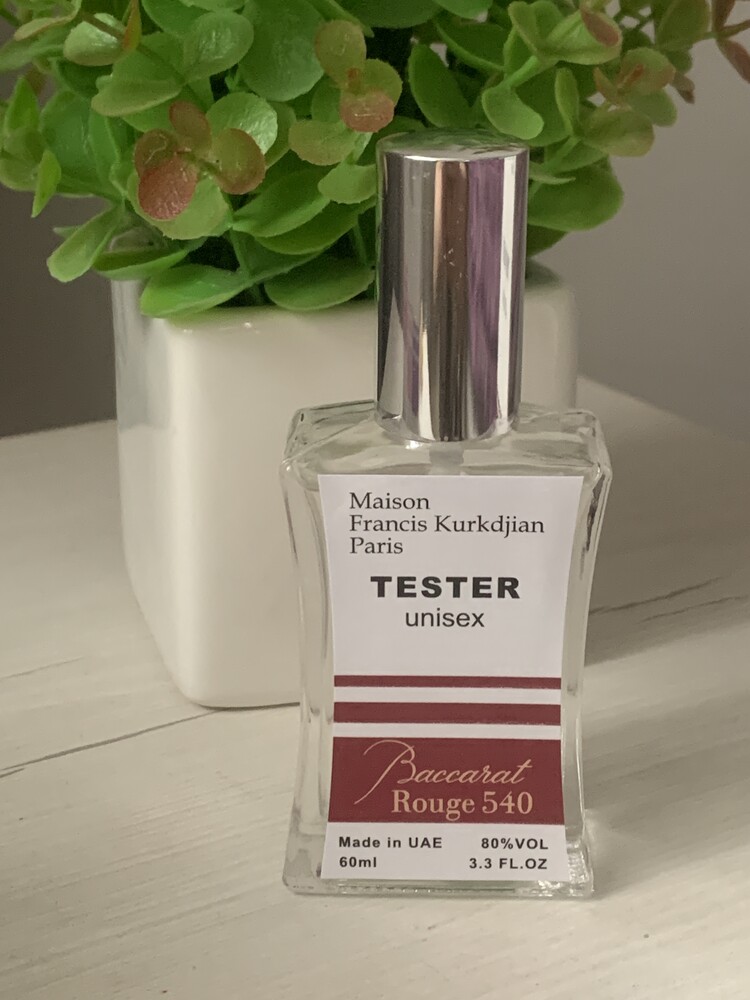 Maison
Francis Kurkdjian
Paris
TESTER
unisex
Baccarat
Rouge 540
Made in UAE 80%VOL
60ml 3.3 FL.OZ